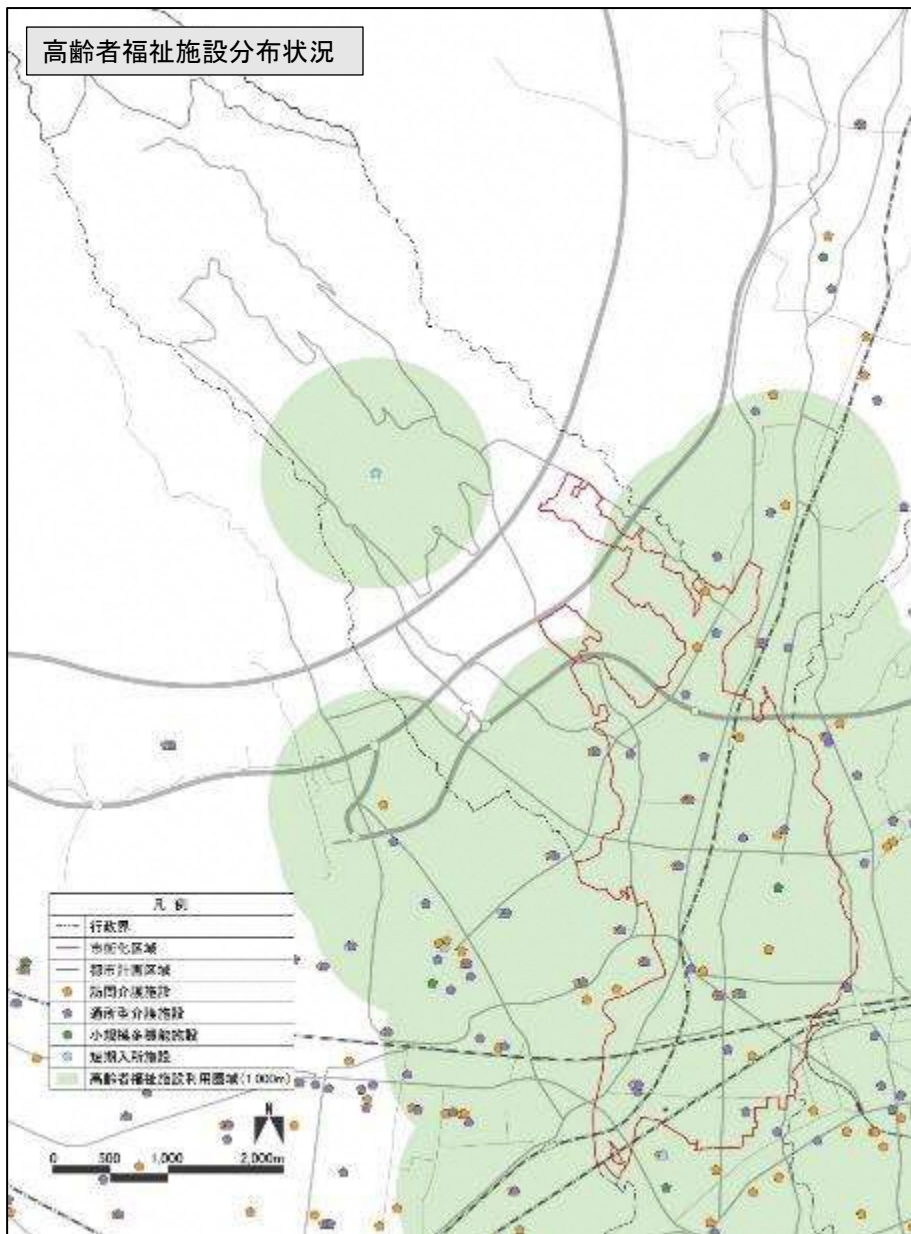 高齢者福祉施設分布状況
凡 例
行政界
市街化区域
都市計画区域
訪問介護施設
通所型介護施設
小規模多機能施設
短期入所施設
高齢者福祉施設利用圏域(1,000m)
N
0 500 1,000 2,000m